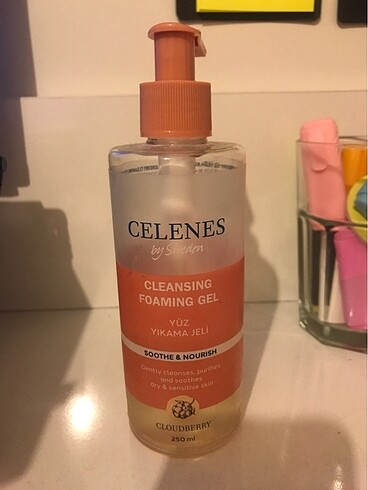 CELENES
by Sweden
CLEANSING
FOAMING GEL
YÜZ
YIKAMA JELİ
SOOTHE & NOURISH
Gently cleanses, purifies
and soothes
dry & sensitive skin
CLOUDBERRY
250 ml